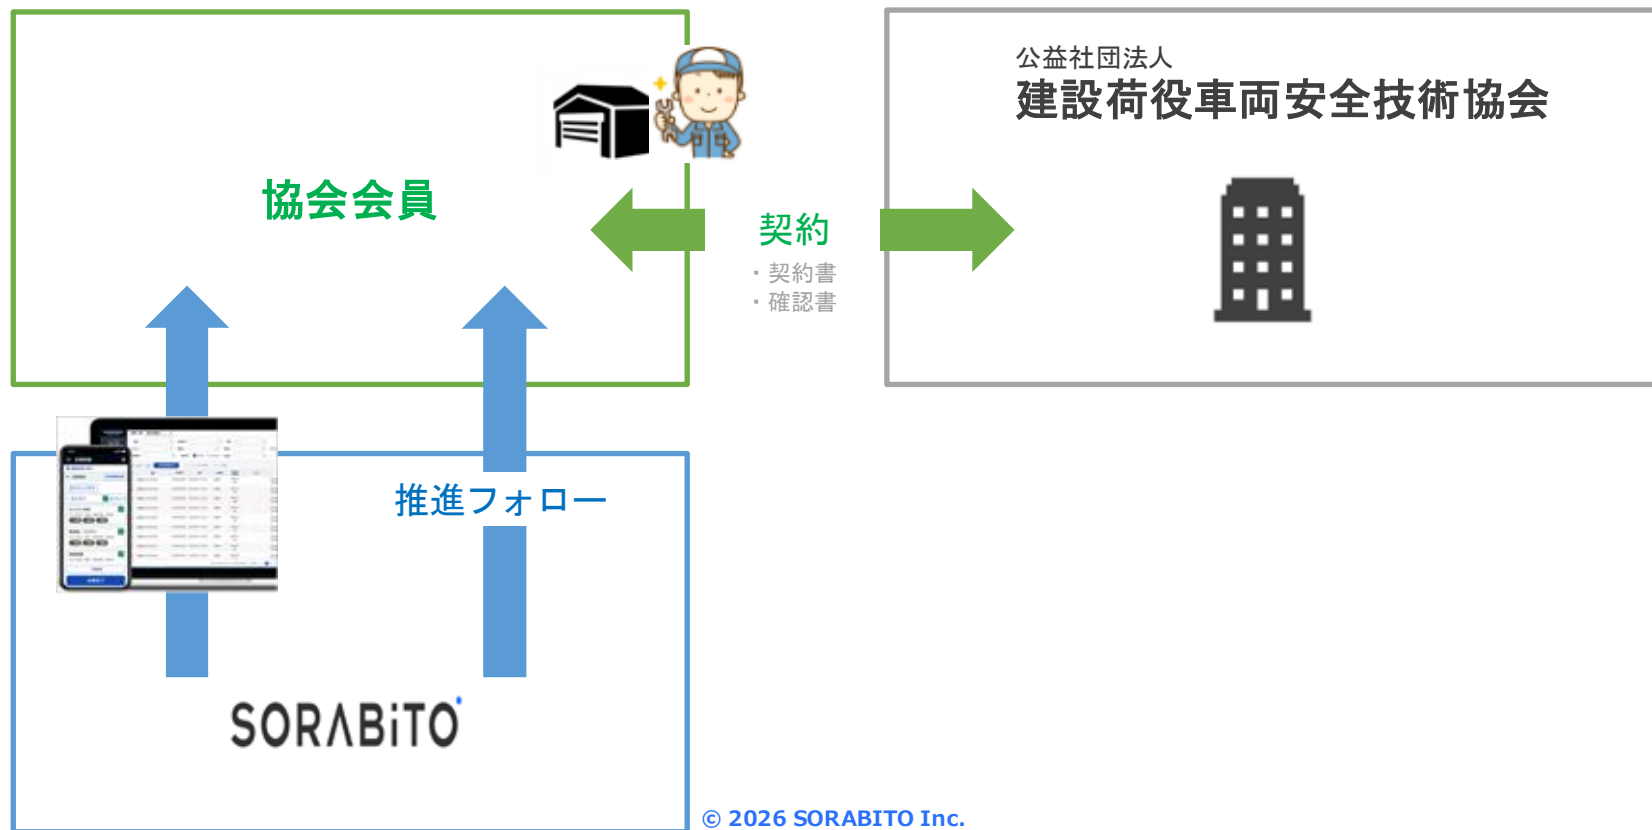 公益社団法人
建設荷役車両安全技術協会
協会会員
契約
・契約書
・確認書
推進フォロー
SORABiTO
© 2026 SORABITO Inc.